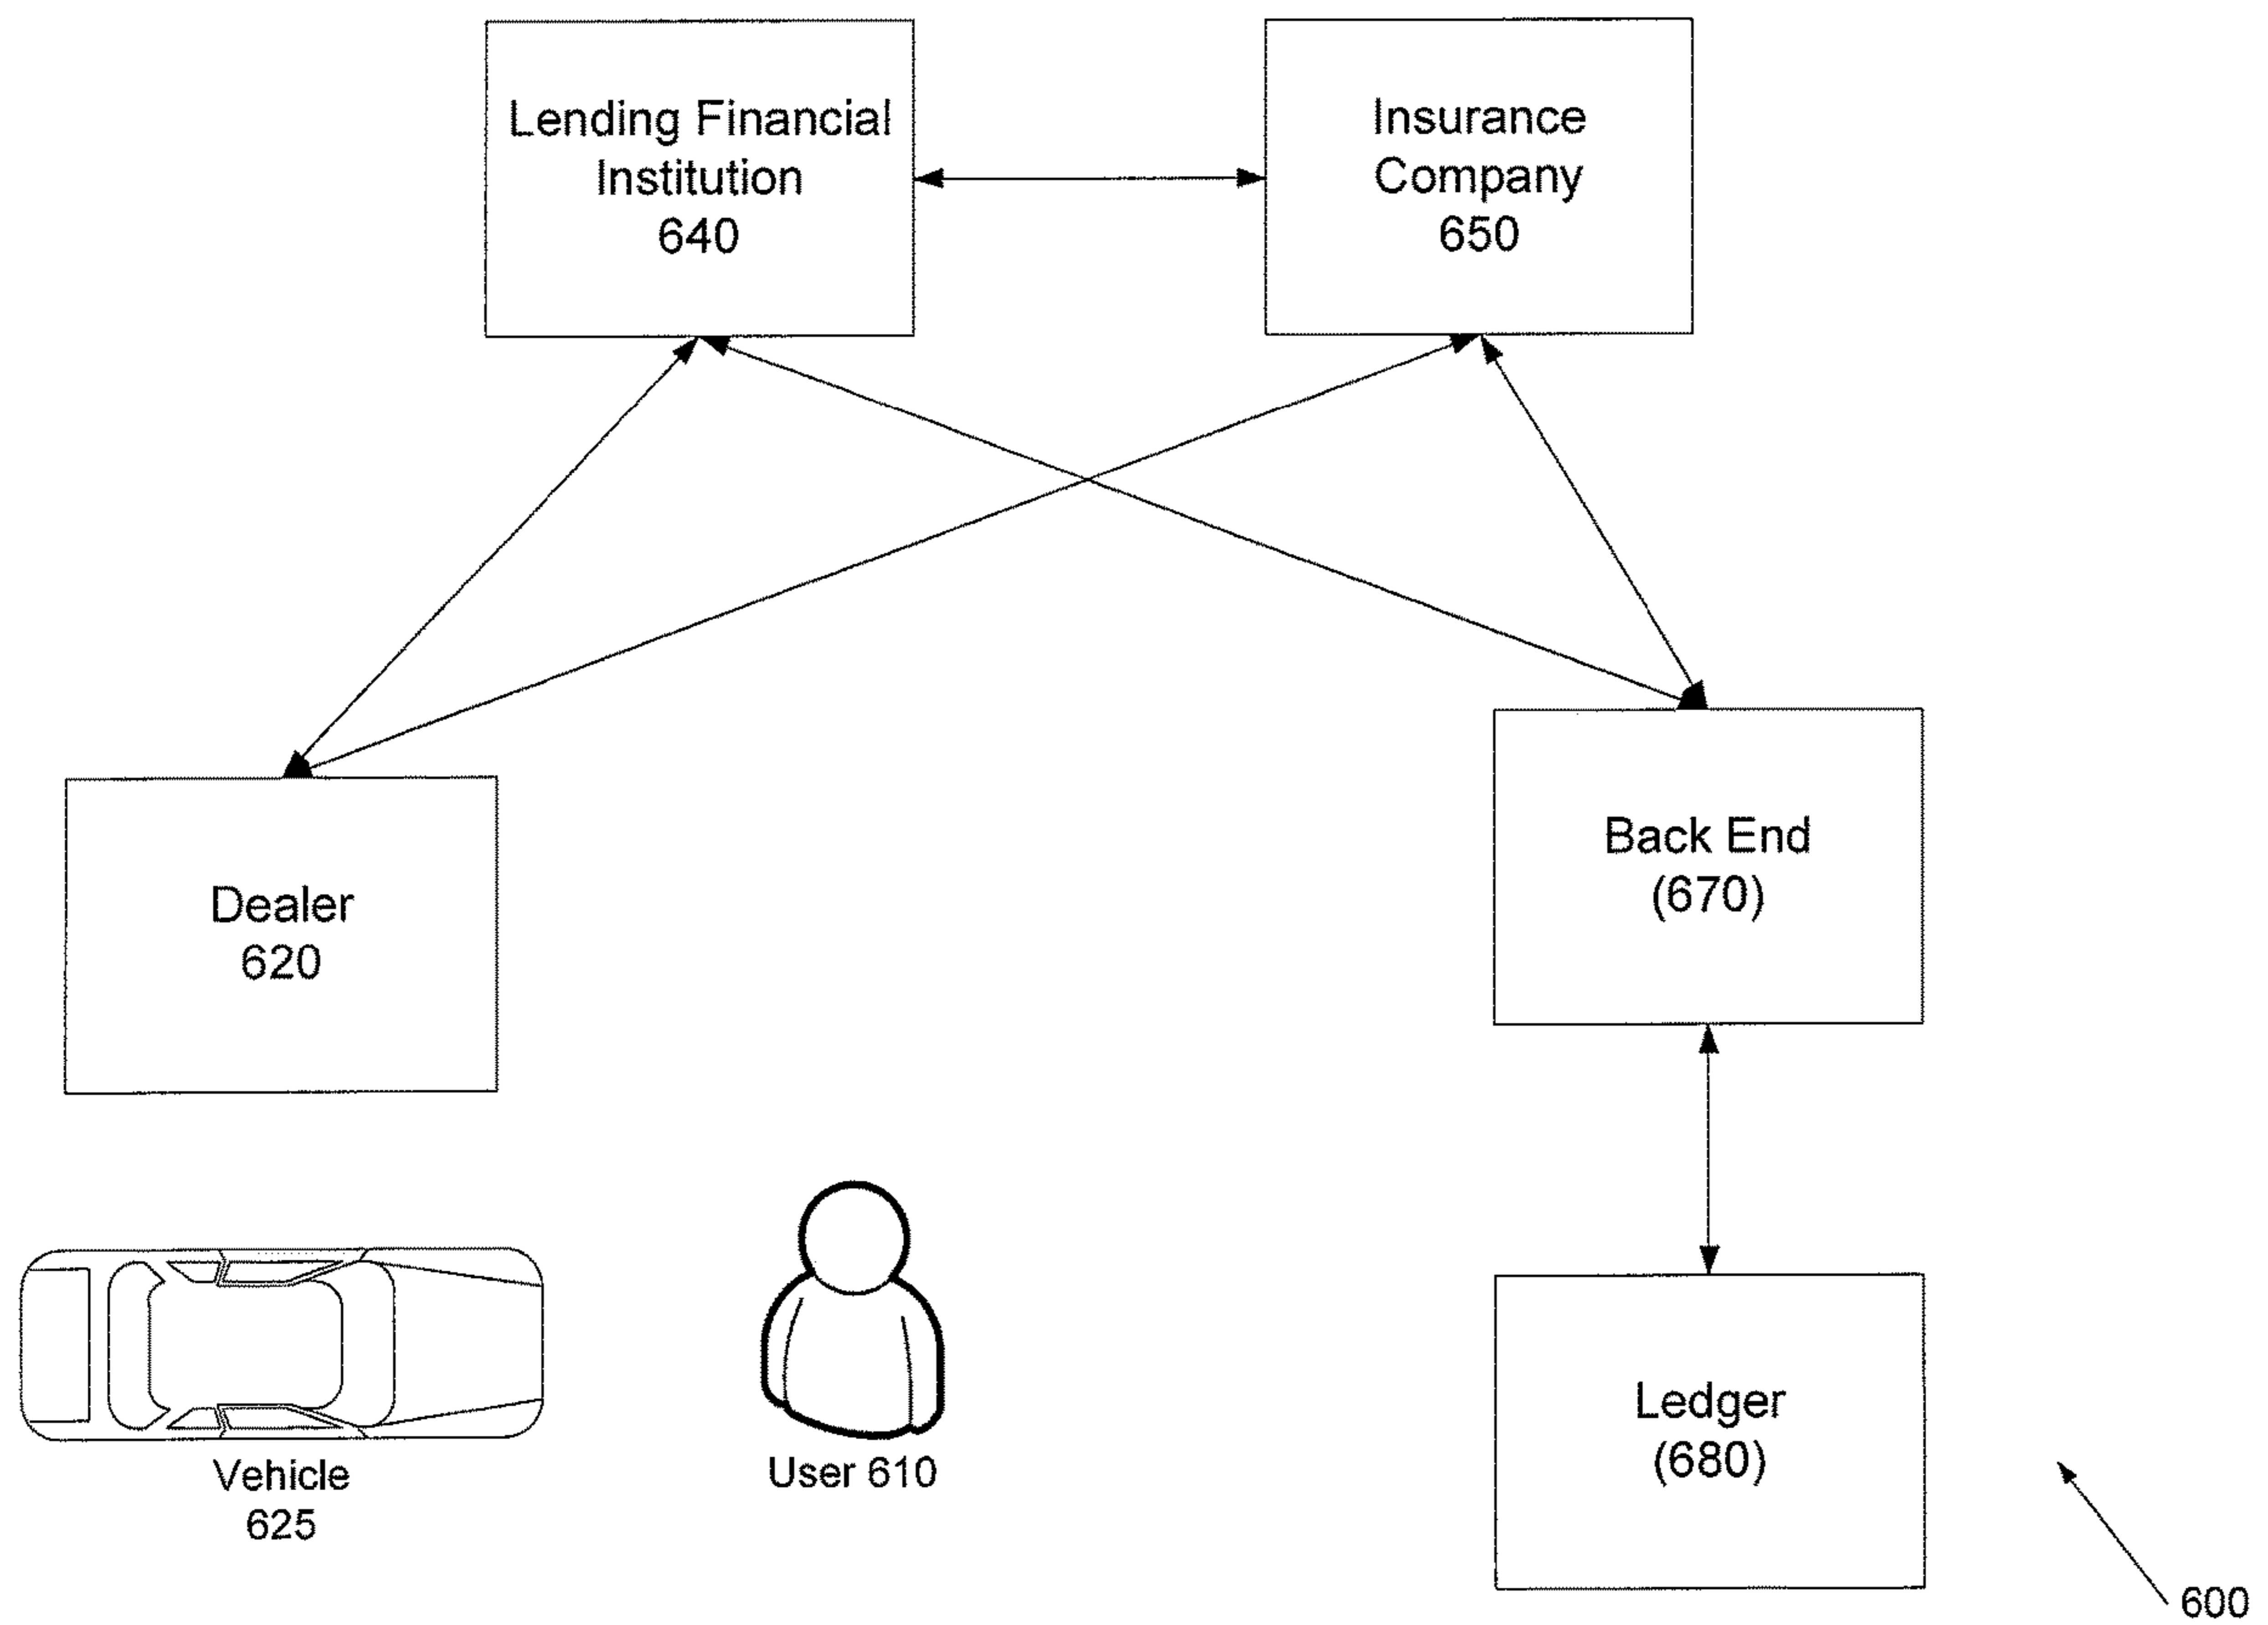 Lending Financial
Institution
640
Insurance
Company
650
Dealer
620
Back End
(670)
Vehicle
625
User 610
Ledger
(680)
600